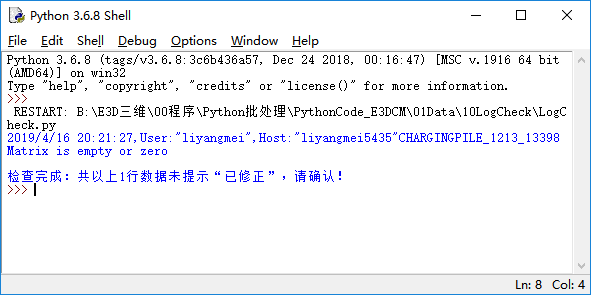 Python 3.6.8 Shell
File Edit Shell Debug Options Window Help
Python 3.6.8 (tags/v3.6.8:3c6b436a57, Dec 24 2018, 00:16:47) [MSC v.1916 64 bit
(AMD64)] on win32
Type "help", "copyright", "credits" or "license()" for more information.
>>>
RESTART: B:\E3D三维\00程序\Python批处理\PythonCode_E3DCM\01Data\10LogCheck\LogC
heck.py
2019/4/16 20:21:27,User:"liyangmei",Host:"liyangmei5435"CHARGINGPILE_1213_13398
Matrix is empty or zero
检查完成：共以上1行数据未提示“已修正”，请确认！
>>>
Ln: 8 Col: 4